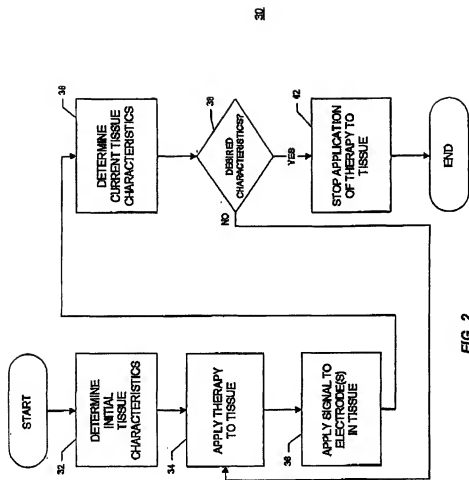 30
START
32
DETERMINE
INITIAL
TISSUE
CHARACTERISTICS
34
APPLY THERAPY
TO TISSUE
36
APPLY SIGNAL TO
ELECTRODE(S)
IN TISSUE
38
DETERMINE
CURRENT TISSUE
CHARACTERISTICS
DESIRED
CHARACTERISTICS?
NO
YES
42
STOP APPLICATION
OF THERAPY TO
TISSUE
END
FIG. 2